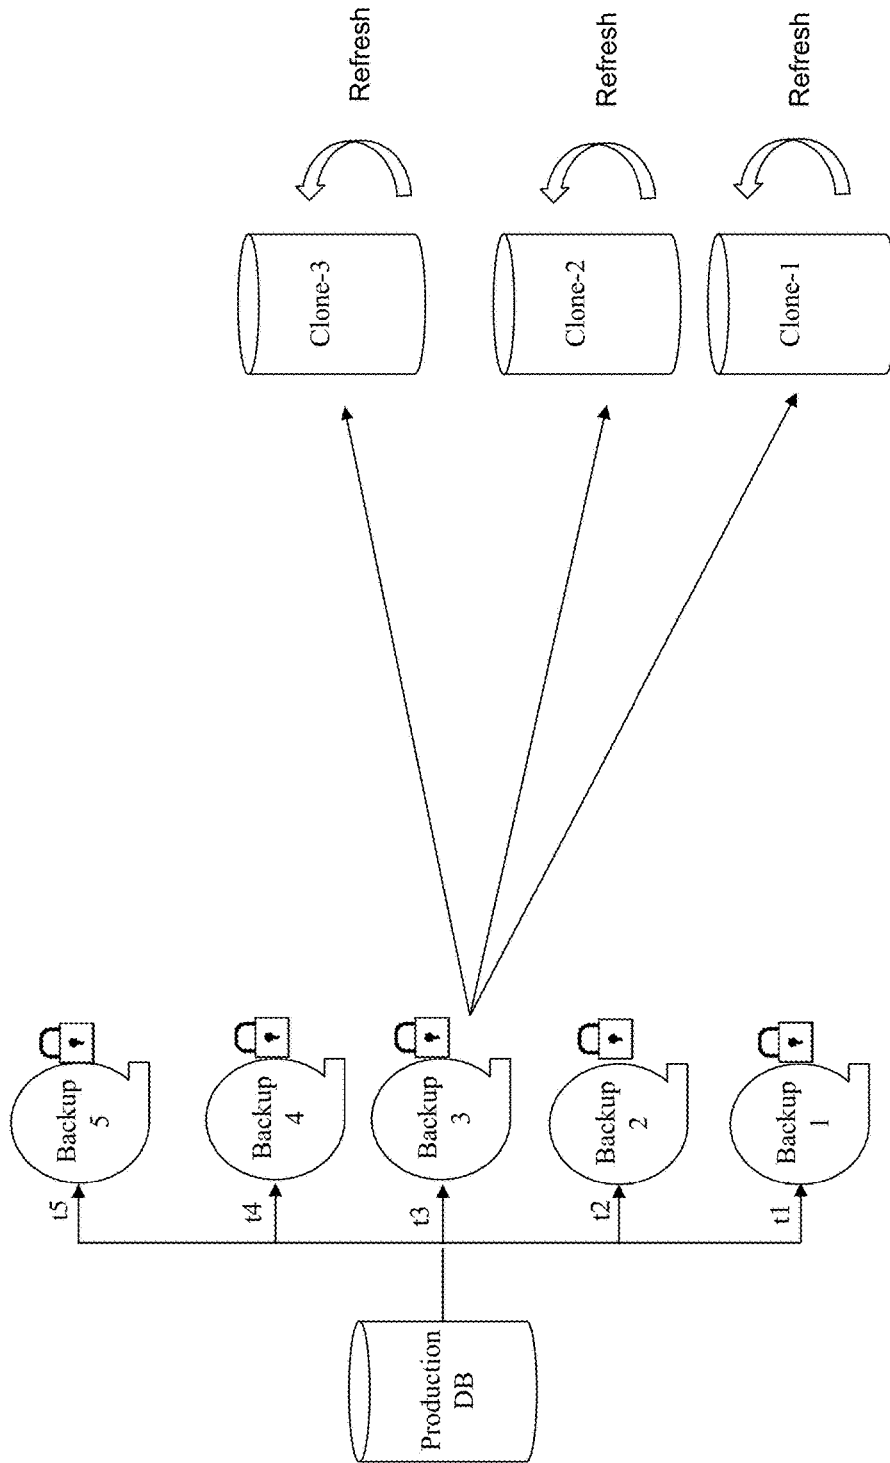 Production
DB
t1
t2
t3
t4
t5
Backup
1
Backup
2
Backup
3
Backup
4
Backup
5
Clone-1
Clone-2
Clone-3
Refresh
Refresh
Refresh